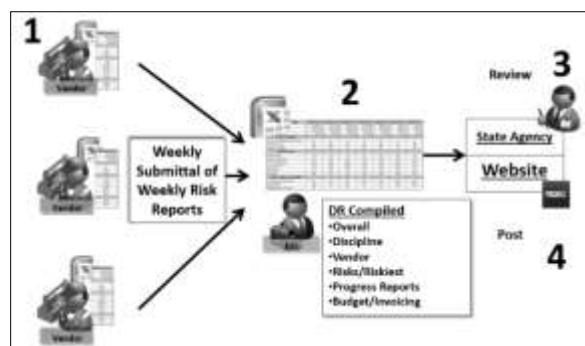 1
Vendor
Vendor
Vendor
Weekly
Submittal of
Weekly Risk
Reports
2
DR Compiled
•Overall
•Discipline
•Vendor
•Risks/Riskiest
•Progress Reports
•Budget/Invoicing
3
Review
State Agency
Website
Post
4